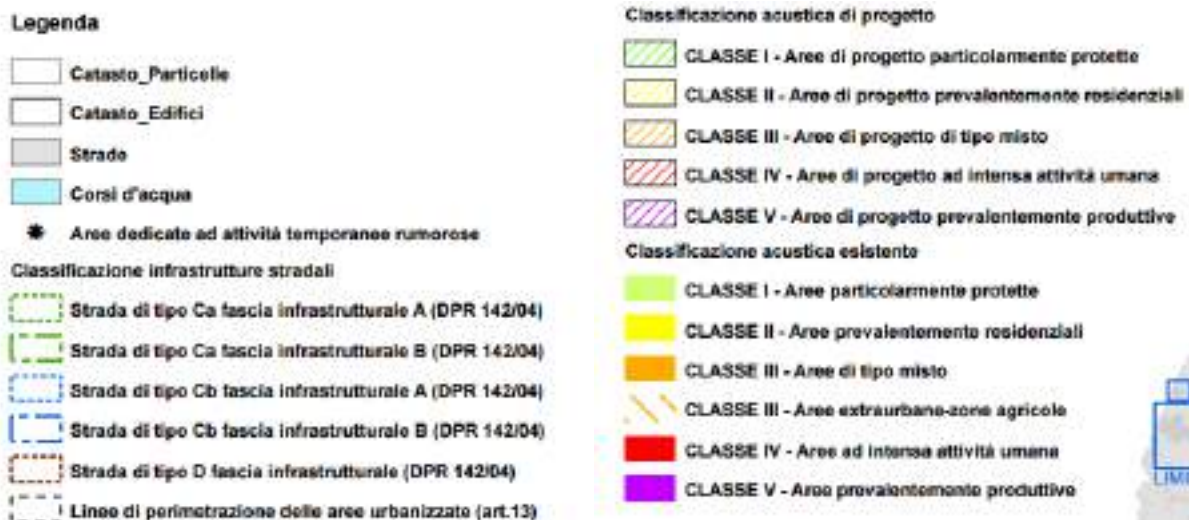 Legenda
Catasto_Particelle
Catasto_Edifici
Strade
Corsi d'acqua
Aree dedicate ad attività temporanee rumorose
Classificazione infrastrutture stradali
Strada di tipo Ca fascia infrastrutturale A (DPR 142/04)
Strada di tipo Ca fascia infrastrutturale B (DPR 142/04)
Strada di tipo Cb fascia infrastrutturale A (DPR 142/04)
Strada di tipo Cb fascia infrastrutturale B (DPR 142/04)
Strada di tipo D fascia infrastrutturale (DPR 142/04)
Linee di perimetrazione delle aree urbanizzate (art.13)
Classificazione acustica di progetto
CLASSE I - Aree di progetto particolarmente protette
CLASSE II - Aree di progetto prevalentemente residenziali
CLASSE III - Aree di progetto di tipo misto
CLASSE IV - Aree di progetto ad intensa attività umana
CLASSE V - Aree di progetto prevalentemente produttive
Classificazione acustica esistente
CLASSE I - Aree particolarmente protette
CLASSE II - Aree prevalentemente residenziali
CLASSE III - Aree di tipo misto
CLASSE III - Aree extraurbane-zone agricole
CLASSE IV - Aree ad intensa attività umana
CLASSE V - Aree prevalentemente produttive